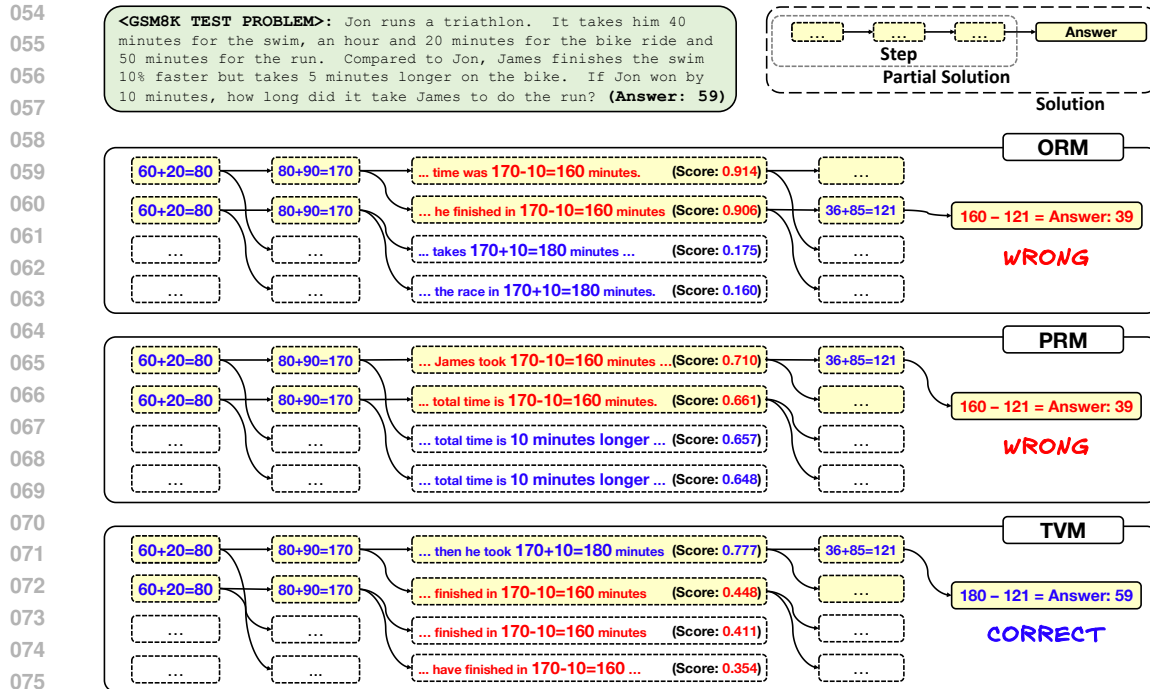 054
055
056
057
058
059
060
061
062
063
064
065
066
067
068
069
070
071
072
073
074
075
<GSM8K TEST PROBLEM>: Jon runs a triathlon. It takes him 40
minutes for the swim, an hour and 20 minutes for the bike ride and
50 minutes for the run. Compared to Jon, James finishes the swim
10% faster but takes 5 minutes longer on the bike. If Jon won by
10 minutes, how long did it take James to do the run? (Answer: 59)
... ... ... Answer
Step
Partial Solution
Solution
ORM
60+20=80 80+90=170 ... time was 170-10=160 minutes. (Score: 0.914) ...
60+20=80 80+90=170 ... he finished in 170-10=160 minutes (Score: 0.906) 36+85=121 160 – 121 = Answer: 39
... ... ... takes 170+10=180 minutes ... (Score: 0.175) ...
WRONG
... ... ... the race in 170+10=180 minutes. (Score: 0.160) ...
PRM
60+20=80 80+90=170 ... James took 170-10=160 minutes ... (Score: 0.710) 36+85=121
60+20=80 80+90=170 ... total time is 170-10=160 minutes. (Score: 0.661) ... 160 – 121 = Answer: 39
... ... ... total time is 10 minutes longer ... (Score: 0.657) ...
WRONG
... ... ... total time is 10 minutes longer ... (Score: 0.648) ...
TVM
60+20=80 80+90=170 ... then he took 170+10=180 minutes (Score: 0.777) 36+85=121
60+20=80 80+90=170 ... finished in 170-10=160 minutes (Score: 0.448) ... 180 – 121 = Answer: 59
... ... ... finished in 170-10=160 minutes (Score: 0.411) ...
CORRECT
... ... ... have finished in 170-10=160 ... (Score: 0.354) ...